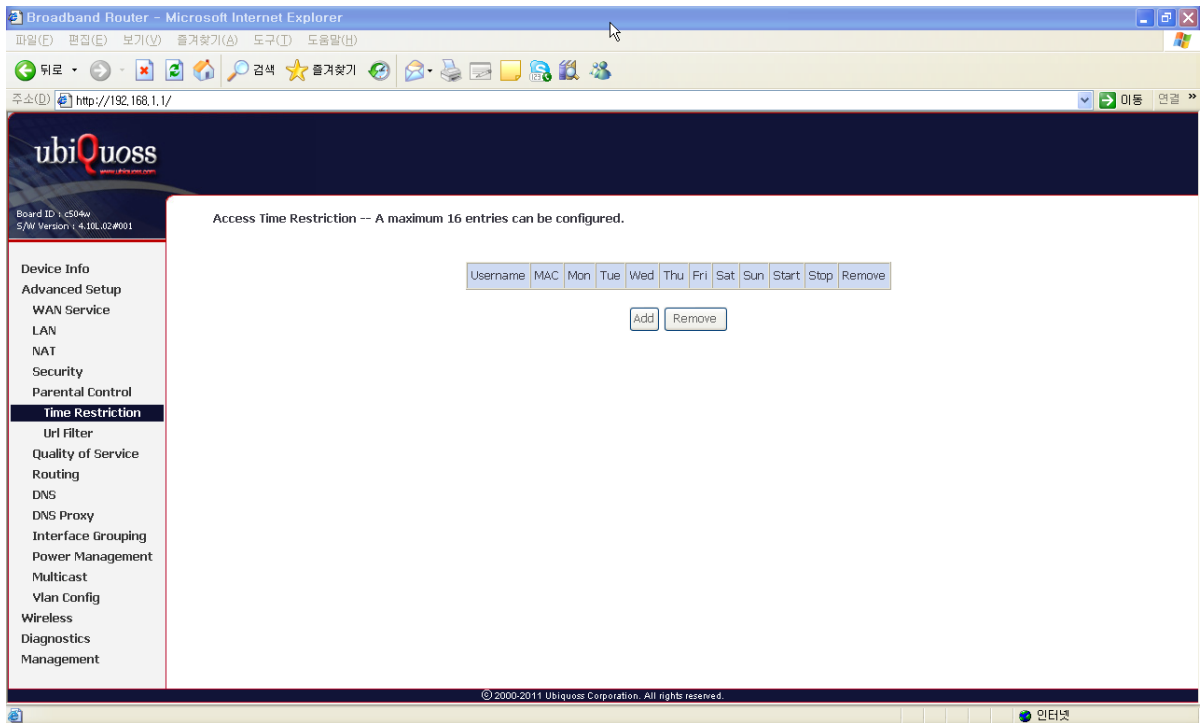 Broadband Router - Microsoft Internet Explorer
파일(F) 편집(E) 보기(V) 즐겨찾기(A) 도구(T) 도움말(H)
뒤로 검색 즐겨찾기
주소(D) http://192.168.1.1/ 이동 연결 »
ubiQuoss
www.ubiquoss.com
Board ID : c504w
S/W Version : 4.10L.02#001
Access Time Restriction -- A maximum 16 entries can be configured.
Username MAC Mon Tue Wed Thu Fri Sat Sun Start Stop Remove
Add Remove
Device Info
Advanced Setup
WAN Service
LAN
NAT
Security
Parental Control
Time Restriction
Url Filter
Quality of Service
Routing
DNS
DNS Proxy
Interface Grouping
Power Management
Multicast
Vlan Config
Wireless
Diagnostics
Management
© 2000-2011 Ubiquoss Corporation. All rights reserved.
인터넷